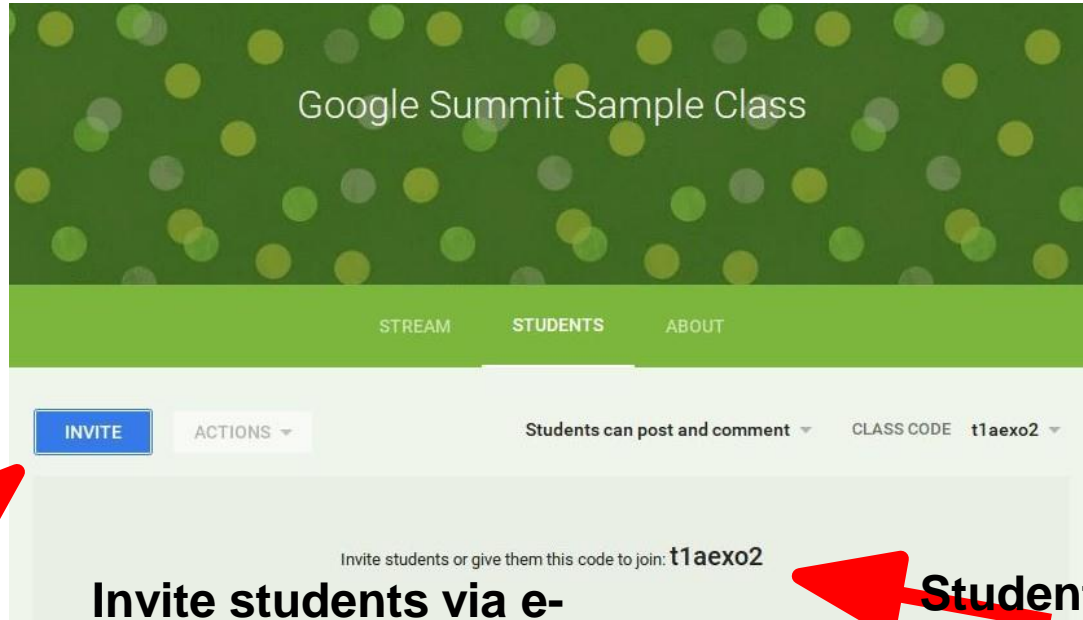 Google Summit Sample Class
STREAM STUDENTS ABOUT
INVITE ACTIONS Students can post and comment CLASS CODE t1aexo2
Invite students or give them this code to join: t1aexo2
Invite students via e-
Student